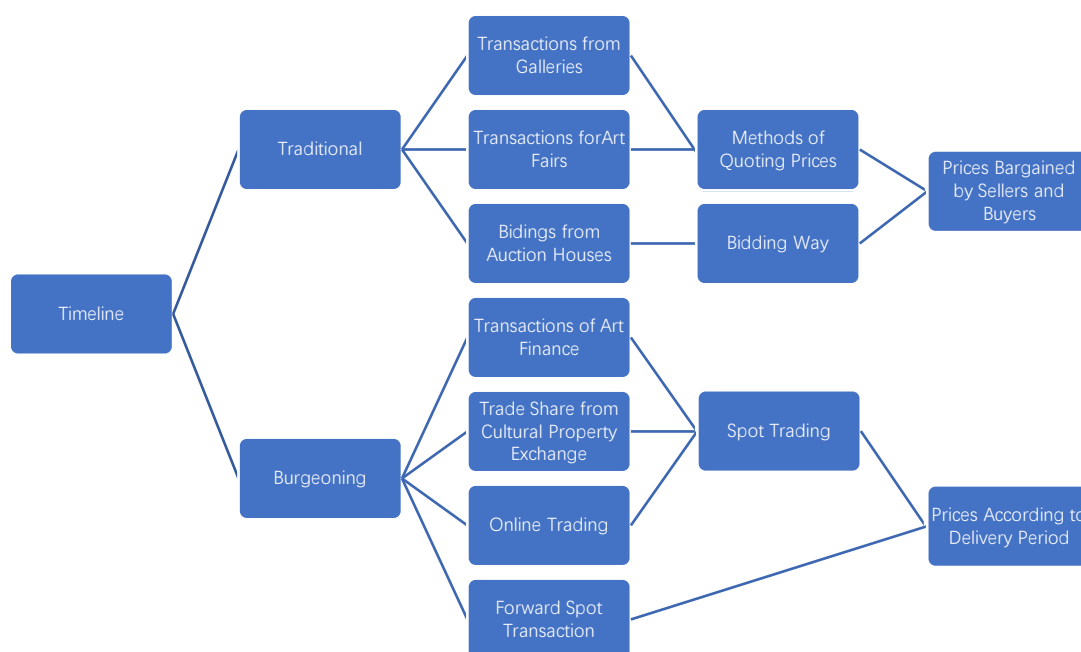 Transactions from
Galleries
Traditional
Transactions forArt
Fairs
Methods of
Quoting Prices
Prices Bargained
by Sellers and
Buyers
Bidings from
Auction Houses
Bidding Way
Timeline
Transactions of Art
Finance
Trade Share from
Cultural Property
Exchange
Spot Trading
Burgeoning
Online Trading
Prices According to
Delivery Period
Forward Spot
Transaction